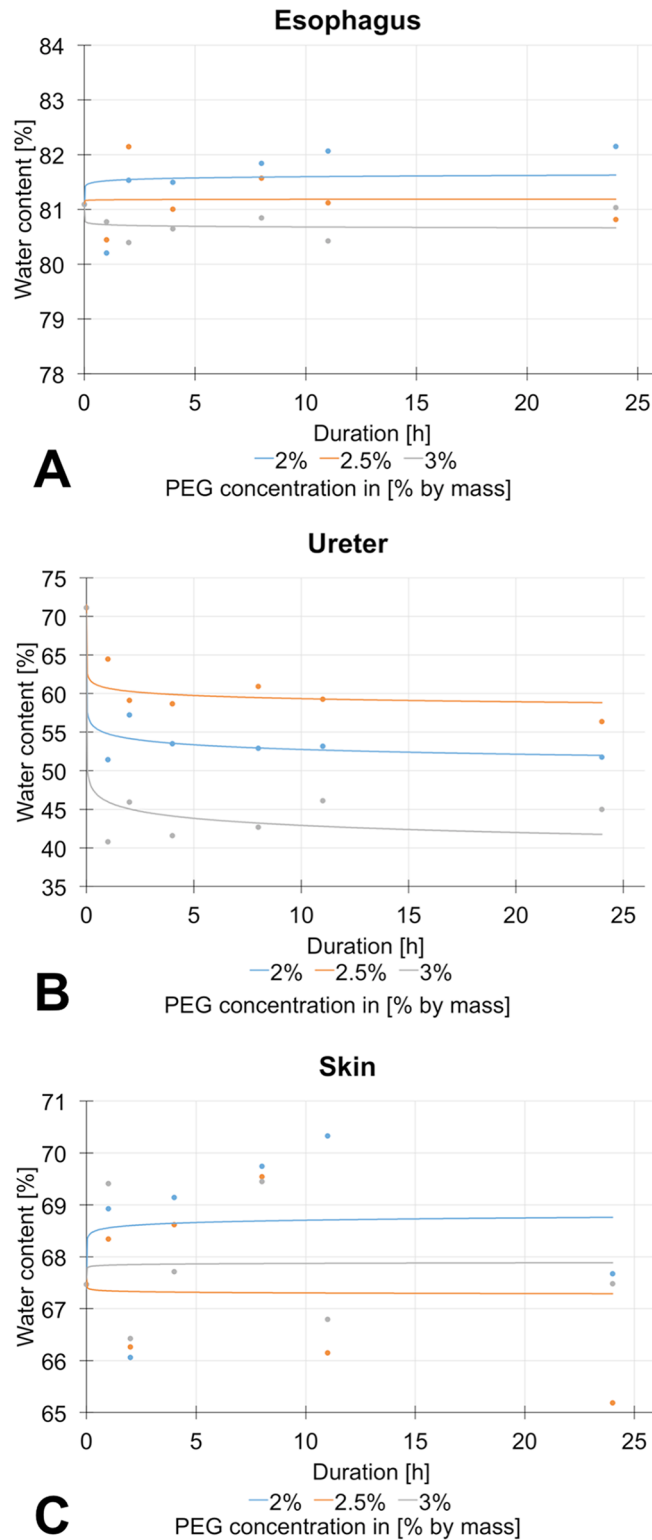 Esophagus
84
83
82
81
80
79
78
Water content [%]
0 5 10 15 20 25
Duration [h]
2% 2.5% 3%
PEG concentration in [% by mass]
A
Ureter
75
70
65
60
55
50
45
40
35
Water content [%]
0 5 10 15 20 25
Duration [h]
2% 2.5% 3%
PEG concentration in [% by mass]
B
Skin
71
70
69
68
67
66
65
Water content [%]
0 5 10 15 20 25
Duration [h]
2% 2.5% 3%
PEG concentration in [% by mass]
C